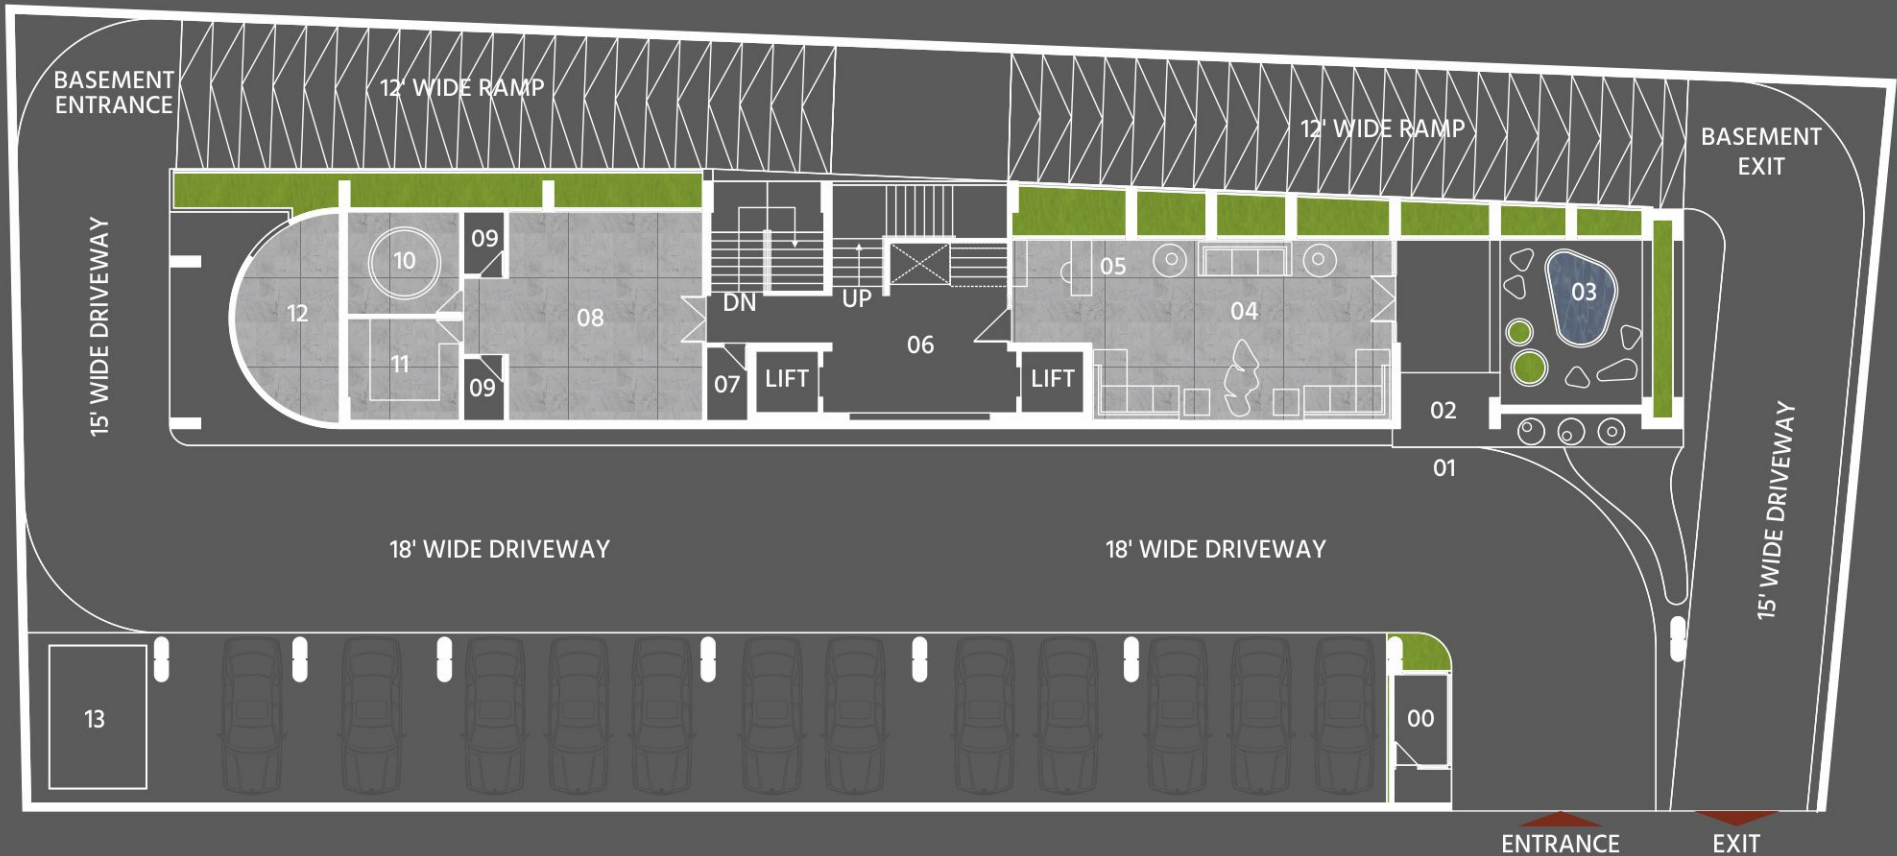 BASEMENT
ENTRANCE
12' WIDE RAMP
12' WIDE RAMP
BASEMENT
EXIT
15' WIDE DRIVEWAY
12
10
11
09
09
08
DN
UP
07
LIFT
06
LIFT
05
04
03
02
01
15' WIDE DRIVEWAY
18' WIDE DRIVEWAY
18' WIDE DRIVEWAY
13
00
ENTRANCE
EXIT